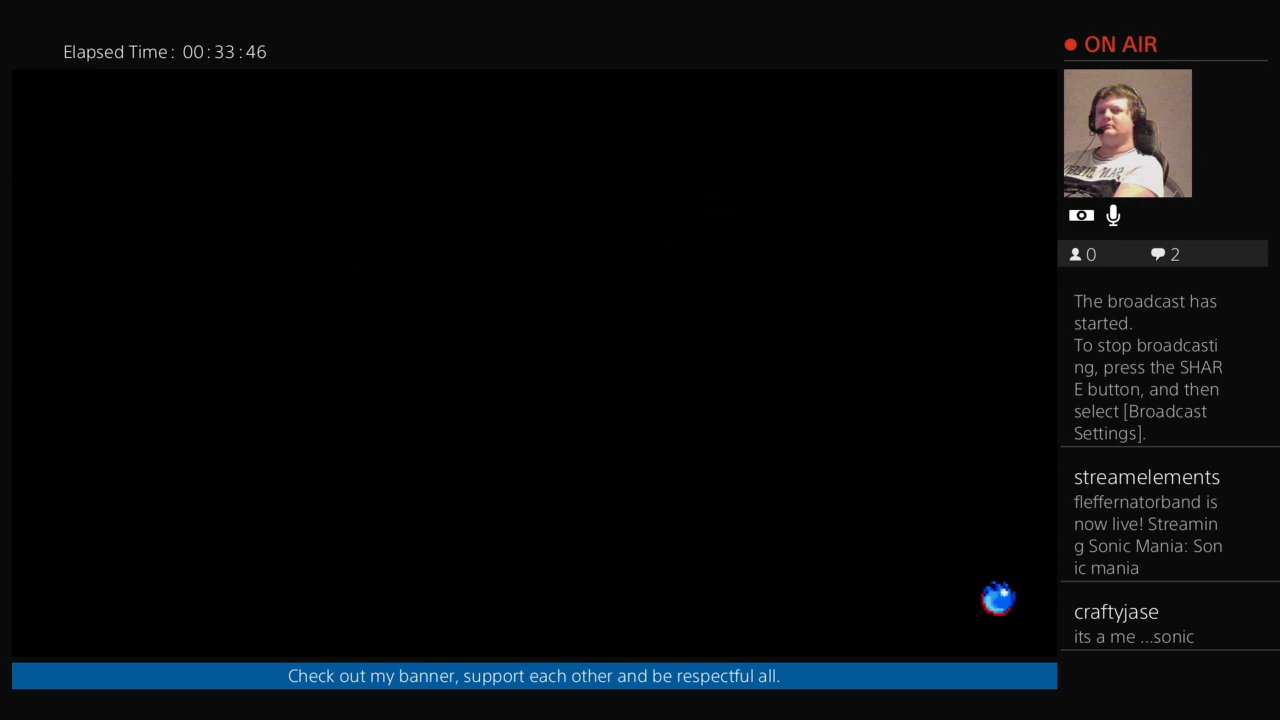 Elapsed Time: 00:33:46
ON AIR
0
2
The broadcast has
started.
To stop broadcasti
ng, press the SHAR
E button, and then
select [Broadcast
Settings].
streamelements
fleffernatorband is
now live! Streamin
g Sonic Mania: Son
ic mania
craftyjase
its a me ...sonic
Check out my banner, support each other and be respectful all.